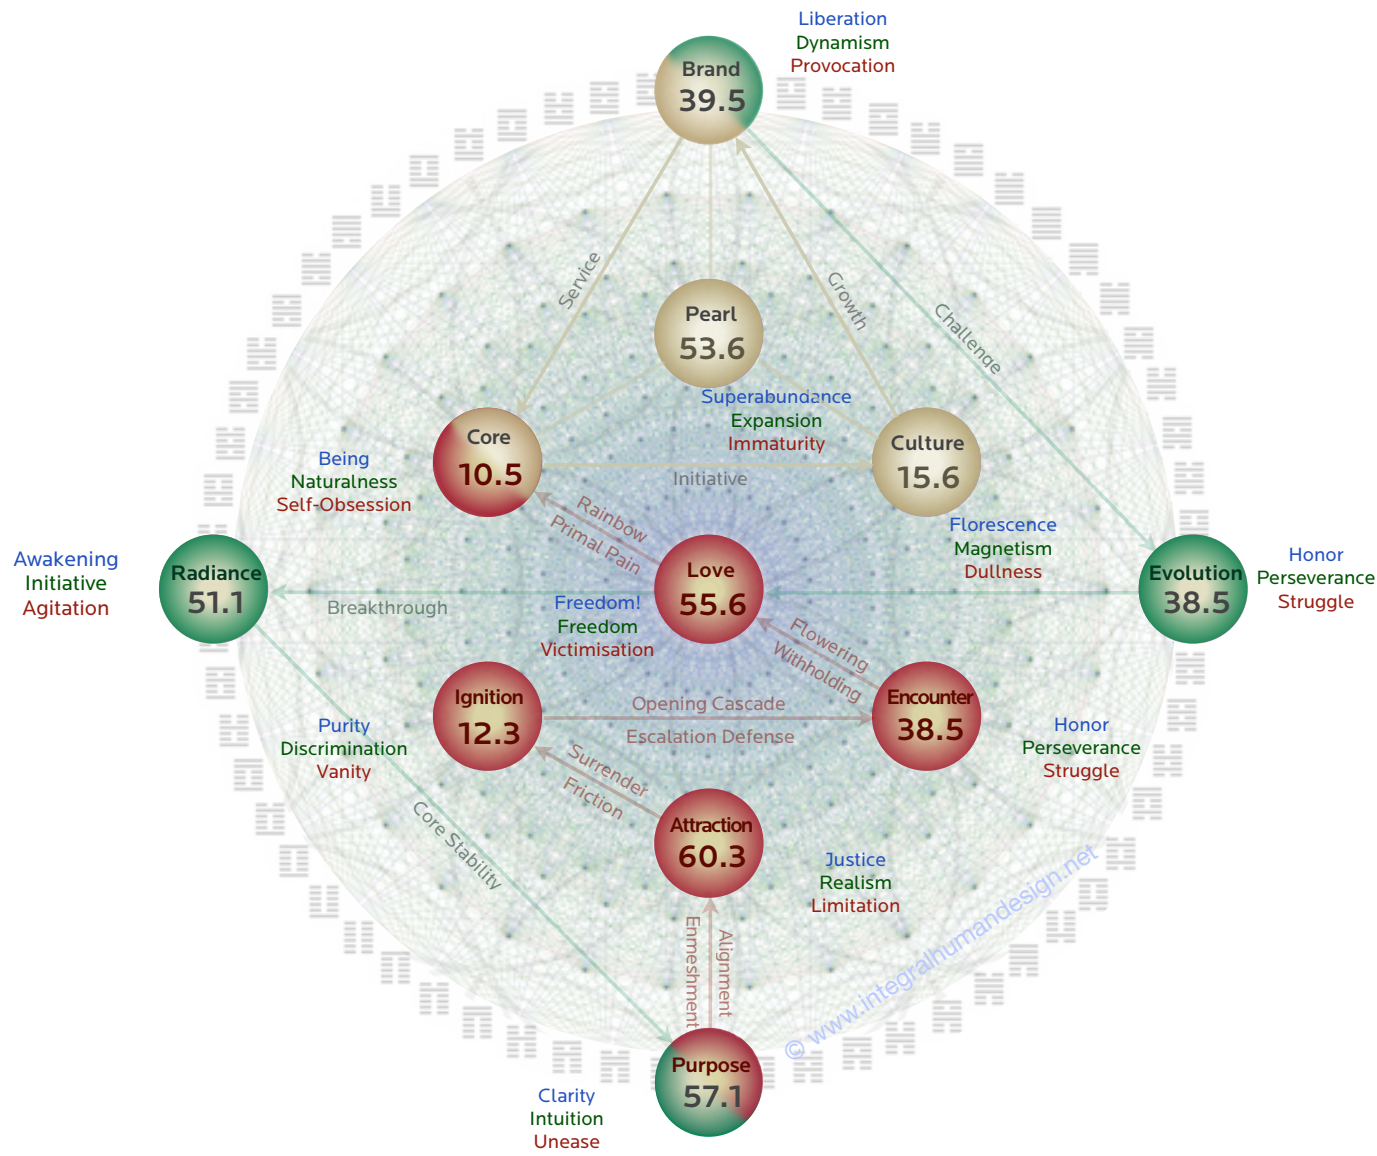 Liberation
Dynamism
Provocation
Brand
39.5
Service
Growth
Challenge
Pearl
53.6
Superabundance
Expansion
Immaturity
Core
10.5
Being
Naturalness
Self-Obsession
Initiative
Culture
15.6
Florescence
Magnetism
Dullness
Rainbow
Primal Pain
Awakening
Initiative
Agitation
Radiance
51.1
Breakthrough
Love
55.6
Freedom!
Freedom
Victimisation
Evolution
38.5
Honor
Perseverance
Struggle
Flowering
Withholding
Ignition
12.3
Purity
Discrimination
Vanity
Opening Cascade
Escalation Defense
Encounter
38.5
Honor
Perseverance
Struggle
Surrender
Friction
Core Stability
Attraction
60.3
Justice
Realism
Limitation
Enmeshment
Alignment
© www.integralhumandesign.net
Purpose
57.1
Clarity
Intuition
Unease